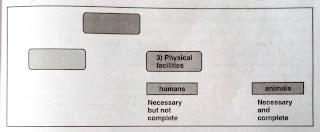 3) Physical
facilities
humans
animals
Necessary
but not
complete
Necessary
and
complete